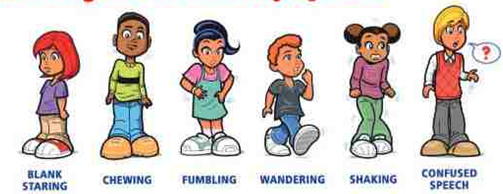 ?
BLANK
STARING
CHEWING
FUMBLING
WANDERING
SHAKING
CONFUSED
SPEECH